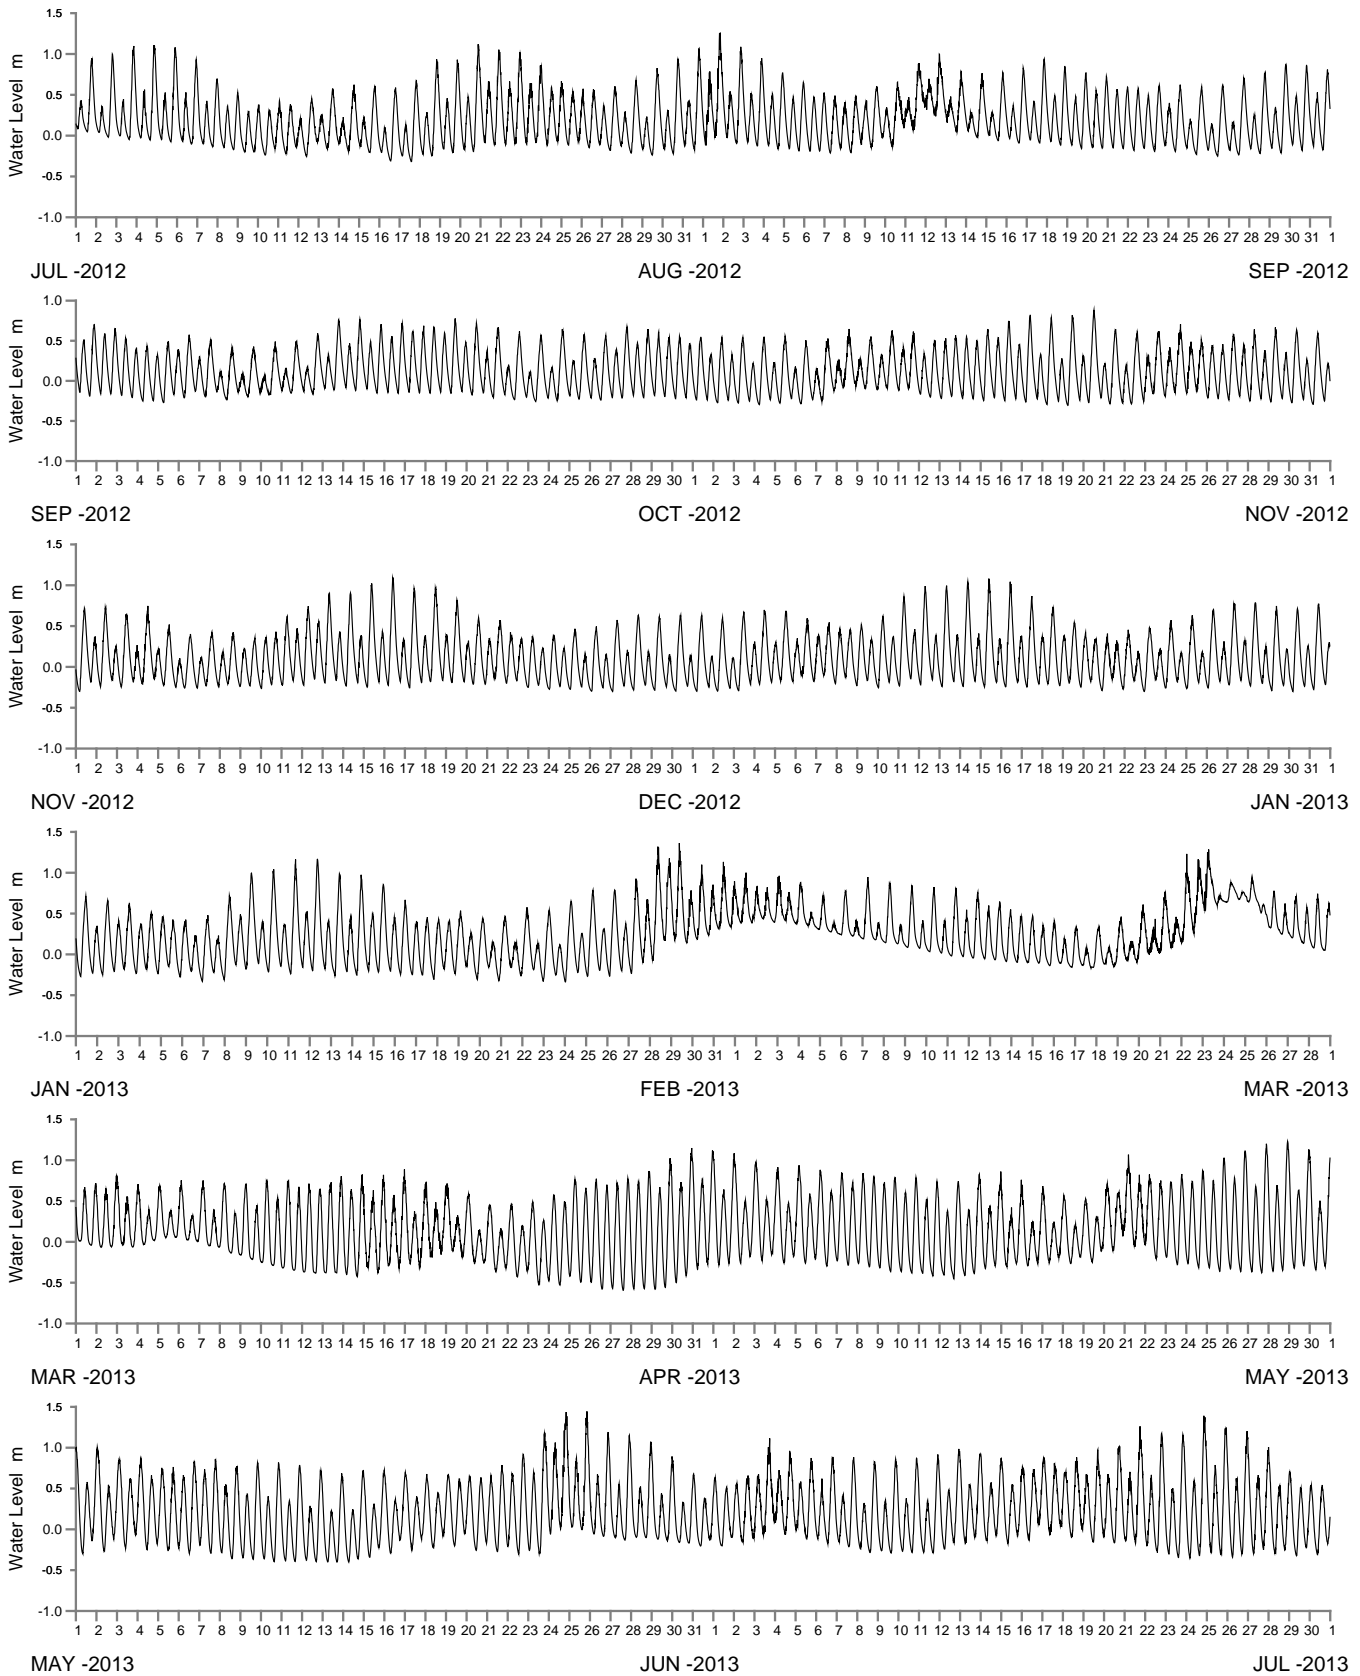 1.5
1.0
0.5
0.0
-0.5
-1.0
Water Level m
1 2 3 4 5 6 7 8 9 10 11 12 13 14 15 16 17 18 19 20 21 22 23 24 25 26 27 28 29 30 31 1 2 3 4 5 6 7 8 9 10 11 12 13 14 15 16 17 18 19 20 21 22 23 24 25 26 27 28 29 30 31 1
JUL -2012 AUG -2012 SEP -2012
1.0
0.5
0.0
-0.5
-1.0
Water Level m
1 2 3 4 5 6 7 8 9 10 11 12 13 14 15 16 17 18 19 20 21 22 23 24 25 26 27 28 29 30 1 2 3 4 5 6 7 8 9 10 11 12 13 14 15 16 17 18 19 20 21 22 23 24 25 26 27 28 29 30 31 1
SEP -2012 OCT -2012 NOV -2012
1.5
1.0
0.5
0.0
-0.5
-1.0
Water Level m
1 2 3 4 5 6 7 8 9 10 11 12 13 14 15 16 17 18 19 20 21 22 23 24 25 26 27 28 29 30 1 2 3 4 5 6 7 8 9 10 11 12 13 14 15 16 17 18 19 20 21 22 23 24 25 26 27 28 29 30 31 1
NOV -2012 DEC -2012 JAN -2013
1.5
1.0
0.5
0.0
-0.5
-1.0
Water Level m
1 2 3 4 5 6 7 8 9 10 11 12 13 14 15 16 17 18 19 20 21 22 23 24 25 26 27 28 29 30 31 1 2 3 4 5 6 7 8 9 10 11 12 13 14 15 16 17 18 19 20 21 22 23 24 25 26 27 28 1
JAN -2013 FEB -2013 MAR -2013
1.5
1.0
0.5
0.0
-0.5
-1.0
Water Level m
1 2 3 4 5 6 7 8 9 10 11 12 13 14 15 16 17 18 19 20 21 22 23 24 25 26 27 28 29 30 31 1 2 3 4 5 6 7 8 9 10 11 12 13 14 15 16 17 18 19 20 21 22 23 24 25 26 27 28 29 30 1
MAR -2013 APR -2013 MAY -2013
1.5
1.0
0.5
0.0
-0.5
-1.0
Water Level m
1 2 3 4 5 6 7 8 9 10 11 12 13 14 15 16 17 18 19 20 21 22 23 24 25 26 27 28 29 30 31 1 2 3 4 5 6 7 8 9 10 11 12 13 14 15 16 17 18 19 20 21 22 23 24 25 26 27 28 29 30 1
MAY -2013 JUN -2013 JUL -2013